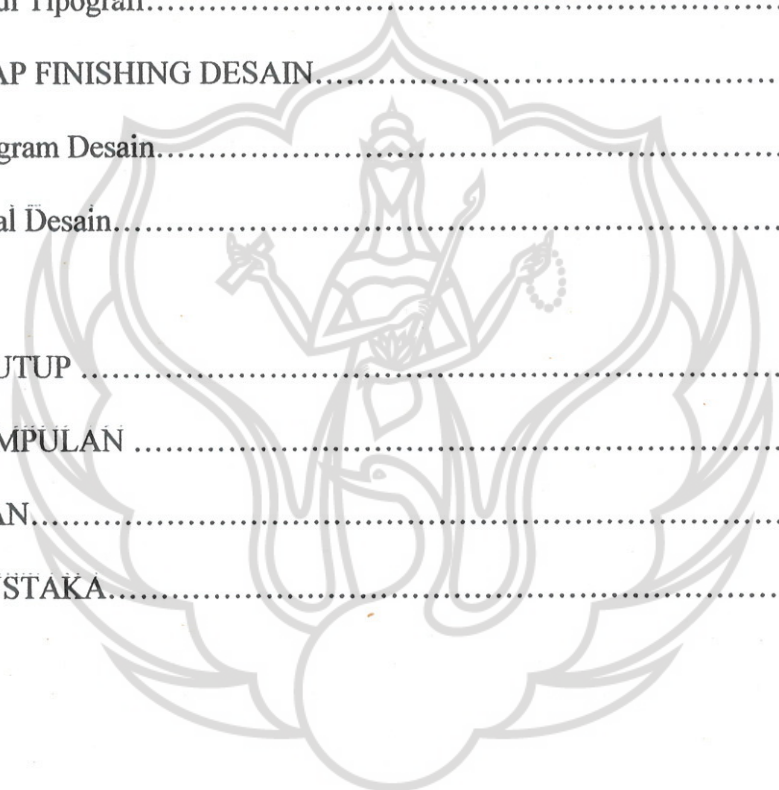 ur Tipografi..........................................................................
AP FINISHING DESAIN..........................................................
gram Desain..........................................................................
al Desain................................................................................
UTUP .....................................................................................
MPULAN ..............................................................................
AN...........................................................................................
STAKA...................................................................................